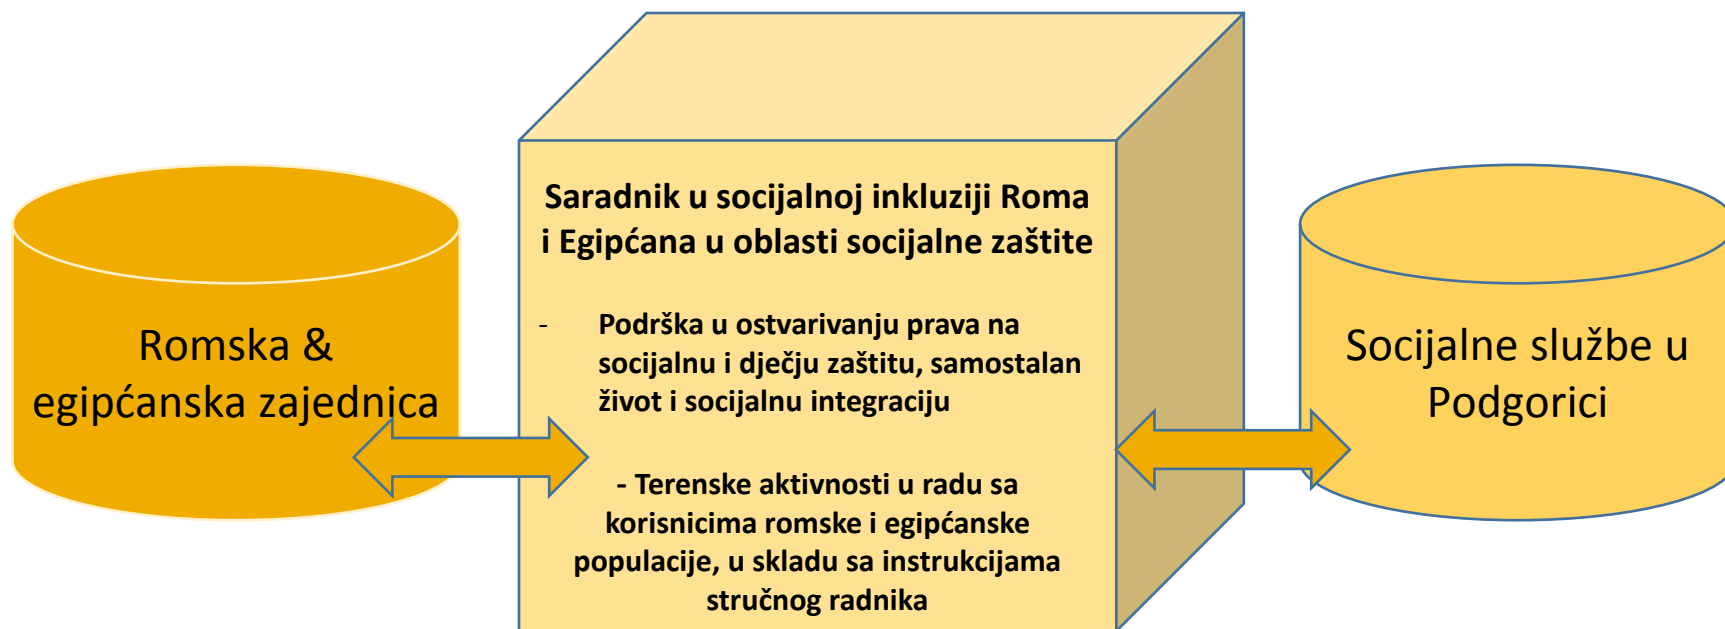 Romska &
egipćanska zajednica
Saradnik u socijalnoj inkluziji Roma
i Egipćana u oblasti socijalne zaštite
- Podrška u ostvarivanju prava na
socijalnu i dječju zaštitu, samostalan
život i socijalnu integraciju
- Terenske aktivnosti u radu sa
korisnicima romske i egipćanske
populacije, u skladu sa instrukcijama
stručnog radnika
Socijalne službe u
Podgorici